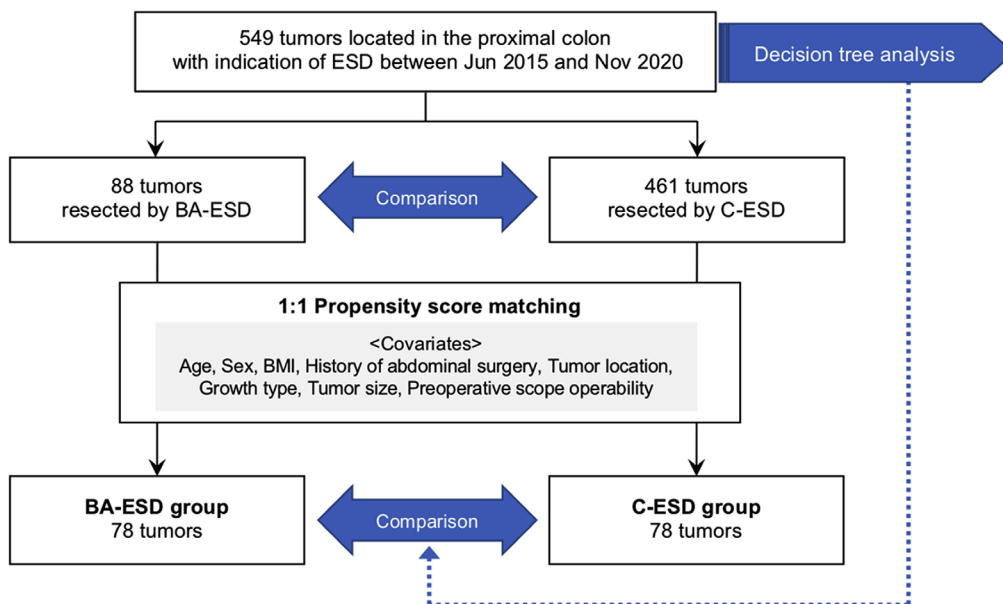 549 tumors located in the proximal colon
with indication of ESD between Jun 2015 and Nov 2020
Decision tree analysis
88 tumors
resected by BA-ESD
Comparison
461 tumors
resected by C-ESD
1:1 Propensity score matching
<Covariates>
Age, Sex, BMI, History of abdominal surgery, Tumor location,
Growth type, Tumor size, Preoperative scope operability
BA-ESD group
78 tumors
Comparison
C-ESD group
78 tumors